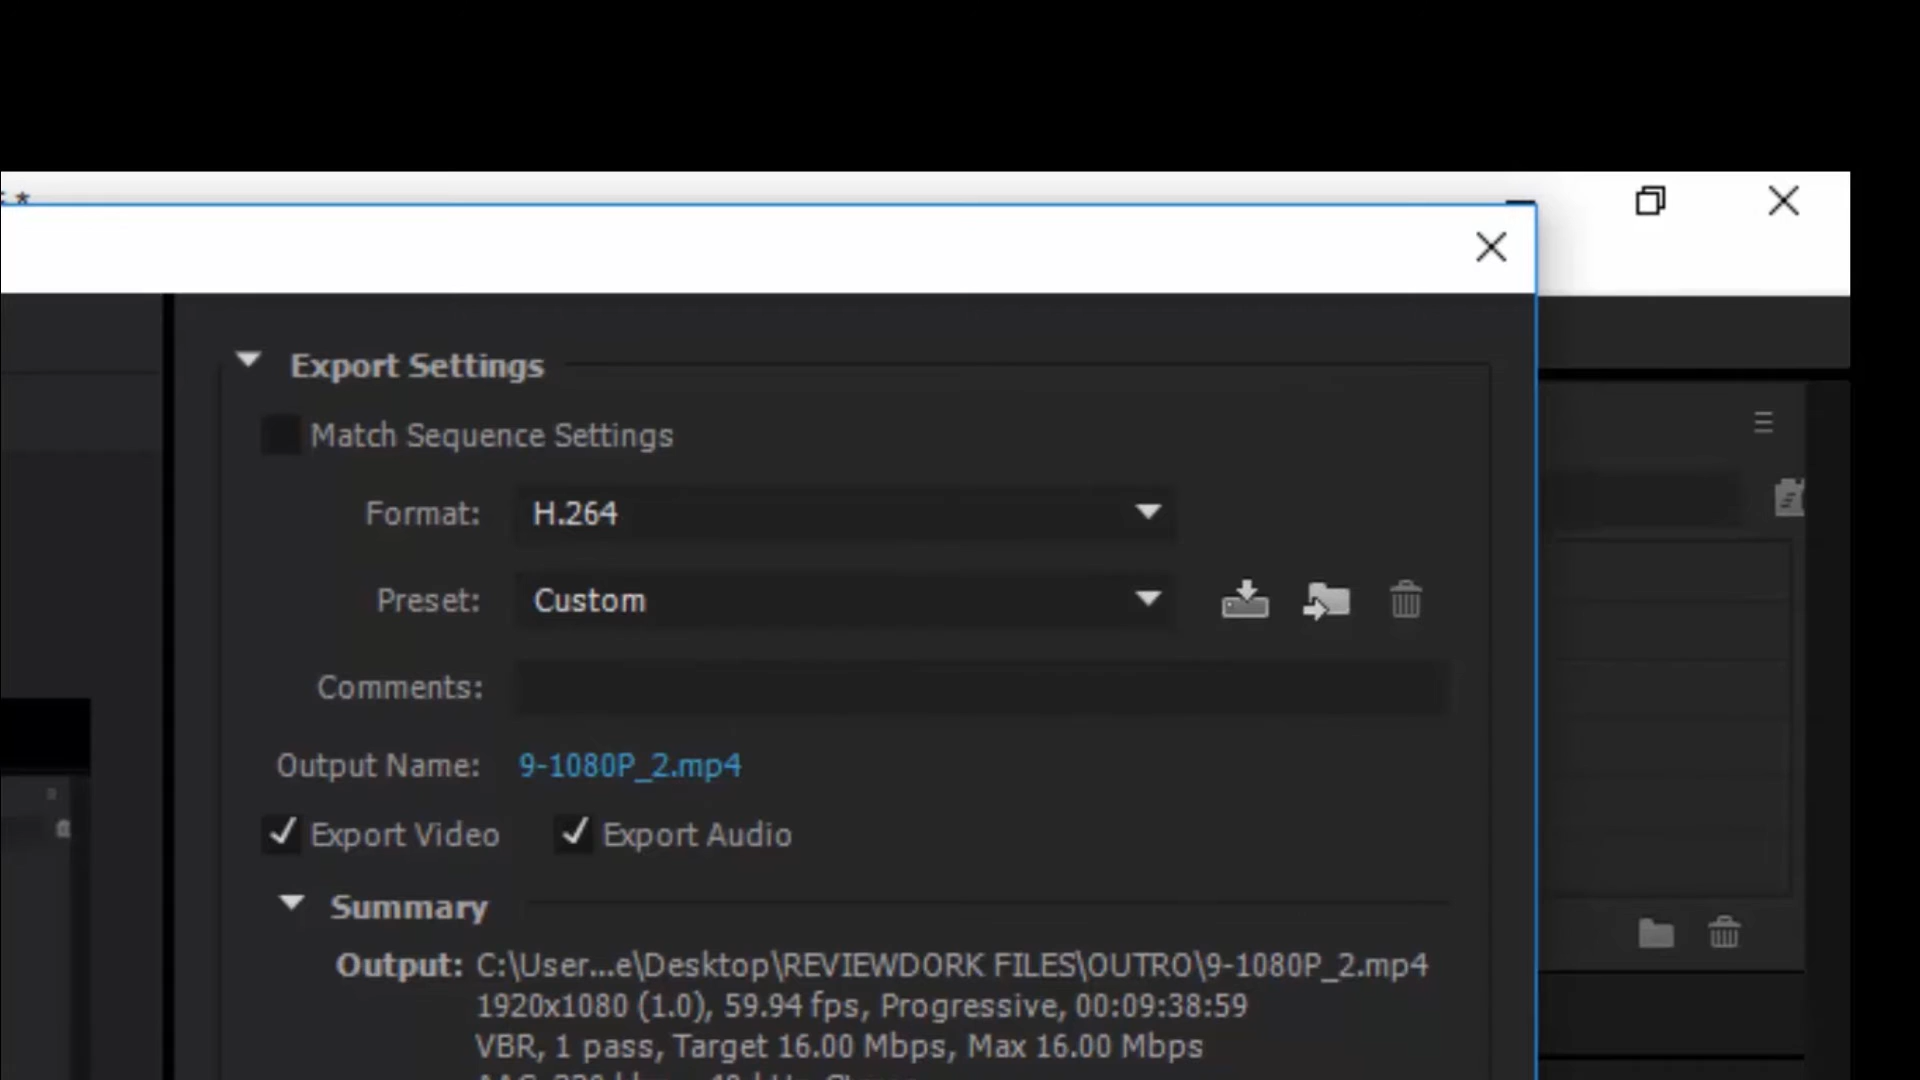 Export Settings
Match Sequence Settings
Format: H.264
Preset: Custom
Comments:
Output Name: 9-1080P_2.mp4
Export Video Export Audio
Summary
Output: C:\User...e\Desktop\REVIEWDORK FILES\OUTRO\9-1080P_2.mp4
1920x1080 (1.0), 59.94 fps, Progressive, 00:09:38:59
VBR, 1 pass, Target 16.00 Mbps, Max 16.00 Mbps